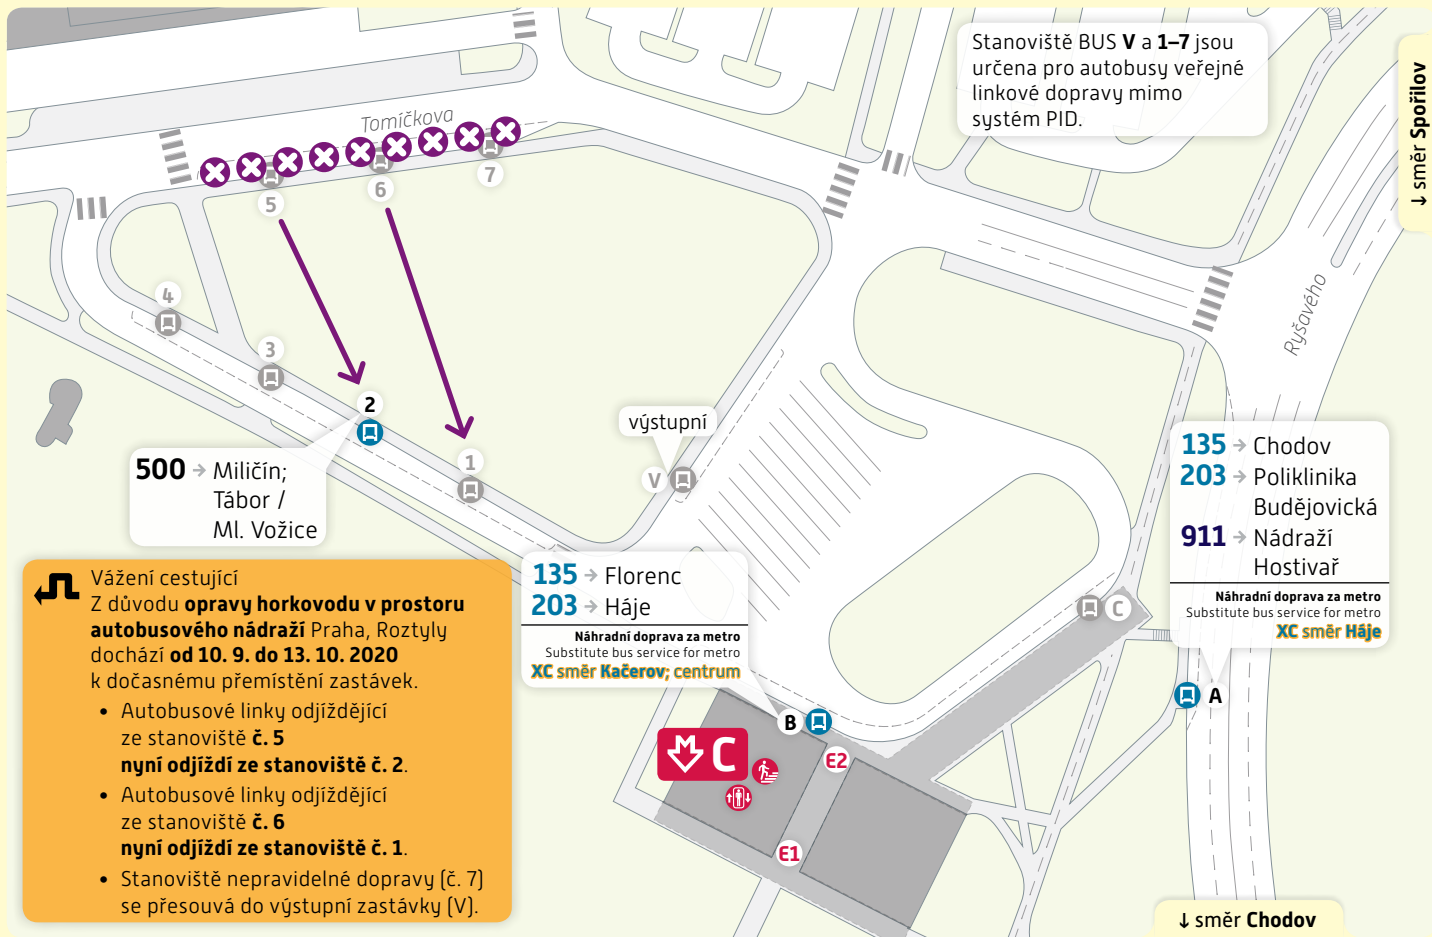 Stanoviště BUS V a 1–7 jsou
určena pro autobusy veřejné
linkové dopravy mimo
systém PID.
↓ směr Spořilov
Tomíčkova
5
6
7
4
3
2
1
Ryšavého
výstupní
V
500 → Miličín;
Tábor /
Ml. Vožice
135 → Chodov
203 → Poliklinika
Budějovická
911 → Nádraží
Hostivař
Náhradní doprava za metro
Substitute bus service for metro
XC směr Háje
135 → Florenc
203 → Háje
Náhradní doprava za metro
Substitute bus service for metro
XC směr Kačerov; centrum
C
A
B
M C
E2
E1
Vážení cestující
Z důvodu opravy horkovodu v prostoru
autobusového nádraží Praha, Roztyly
dochází od 10. 9. do 13. 10. 2020
k dočasnému přemístění zastávek.
• Autobusové linky odjíždějící
ze stanoviště č. 5
nyní odjíždí ze stanoviště č. 2.
• Autobusové linky odjíždějící
ze stanoviště č. 6
nyní odjíždí ze stanoviště č. 1.
• Stanoviště nepravidelné dopravy (č. 7)
se přesouvá do výstupní zastávky (V).
↓ směr Chodov